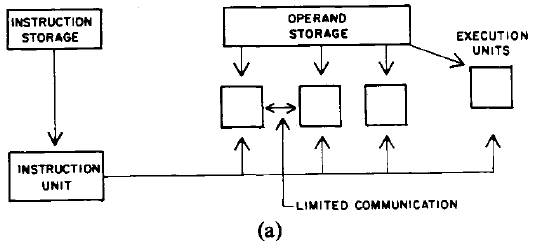 INSTRUCTION
STORAGE
OPERAND
STORAGE
EXECUTION
UNITS
INSTRUCTION
UNIT
LIMITED COMMUNICATION
(a)